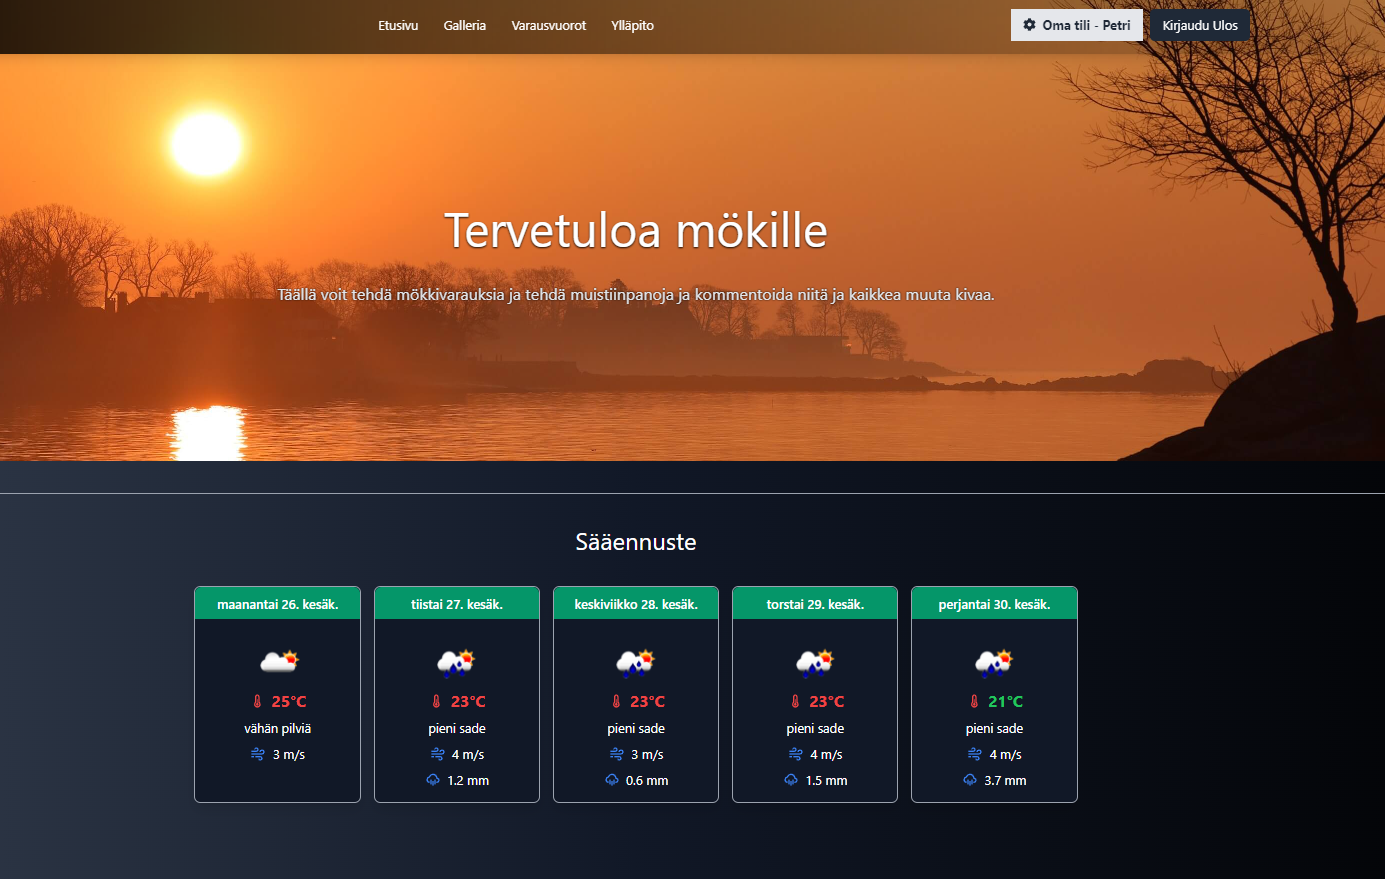 Etusivu Galleria Varausvuorot Ylläpito Oma tili - Petri Kirjaudu Ulos
Tervetuloa mökille
Täällä voit tehdä mökkivarauksia ja tehdä muistiinpanoja ja kommentoida niitä ja kaikkea muuta kivaa.
Sääennuste
maanantai 26. kesäk.
25°C
vähän pilviä
3 m/s
tiistai 27. kesäk.
23°C
pieni sade
4 m/s
1.2 mm
keskiviikko 28. kesäk.
23°C
pieni sade
3 m/s
0.6 mm
torstai 29. kesäk.
23°C
pieni sade
4 m/s
1.5 mm
perjantai 30. kesäk.
21°C
pieni sade
4 m/s
3.7 mm